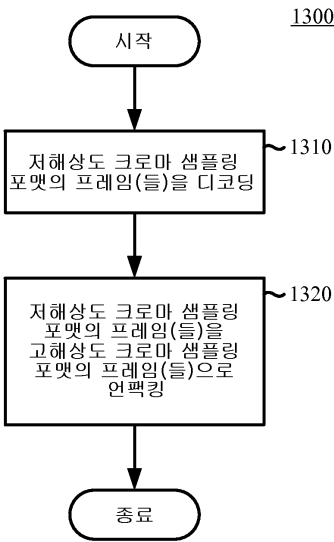 1300
시작
저해상도 크로마 샘플링
포맷의 프레임(들)을 디코딩
1310
저해상도 크로마 샘플링
포맷의 프레임(들)을
고해상도 크로마 샘플링
포맷의 프레임(들)으로
언팩킹
1320
종료